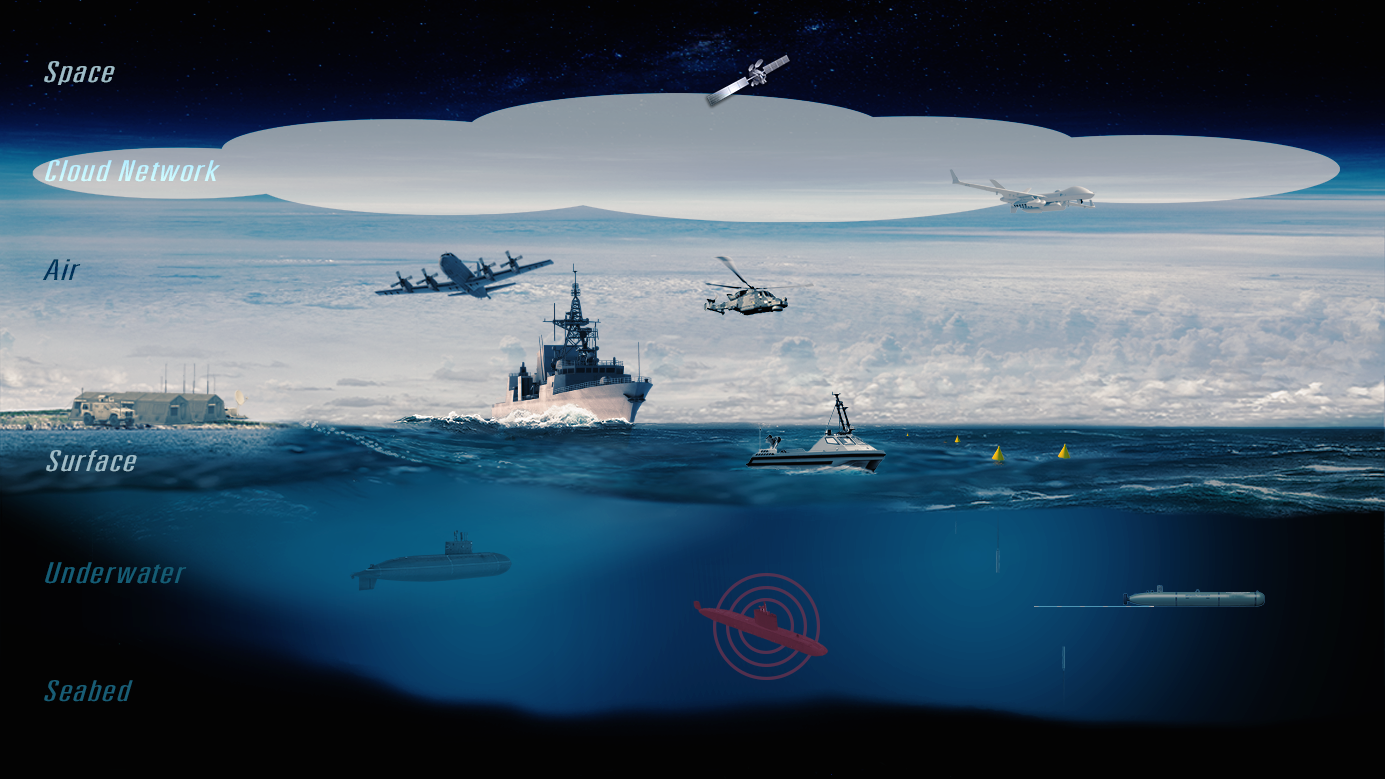 Space
Cloud Network
Air
Surface
Underwater
Seabed